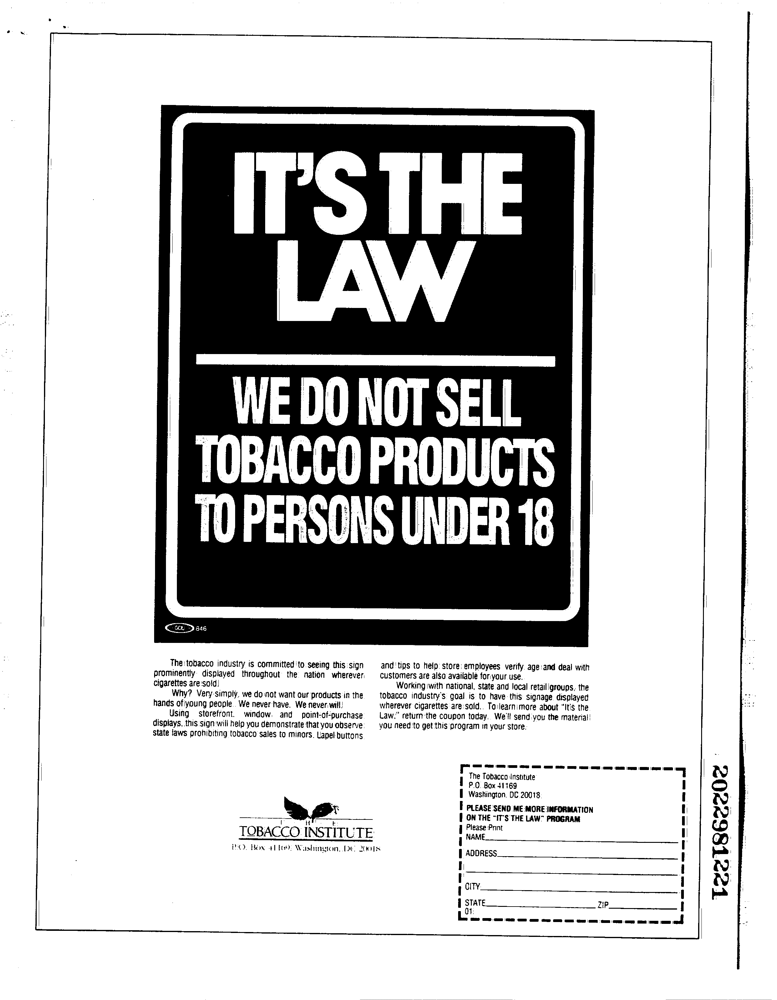 IT'S THE
LAW
WE DO NOT SELL
TOBACCO PRODUCTS
TO PERSONS UNDER 18
646
The tobacco industry is committed to seeing this sign
prominently displayed throughout the nation wherever
cigarettes are sold.
Why? Very simply, we do not want our products in the
hands of young people. We never have. We never will.
Using storefront, window and point-of-purchase
displays, this sign will help you demonstrate that you observe
state laws prohibiting tobacco sales to minors. Lapel buttons
and tips to help store employees verify age and deal with
customers are also available for your use.
Working with national, state and local retail groups, the
tobacco industry's goal is to have this signage displayed
wherever cigarettes are sold. To learn more about "It's the
Law," return the coupon today. We'll send you the material
you need to get this program in your store.
TOBACCO INSTITUTE
P.O. Box 41169, Washington, DC 20018
The Tobacco Institute
P.O. Box 41169
Washington, DC 20018
PLEASE SEND ME MORE INFORMATION
ON THE "IT'S THE LAW" PROGRAM
Please Print
NAME
ADDRESS
CITY
STATE ZIP
01
2022981221